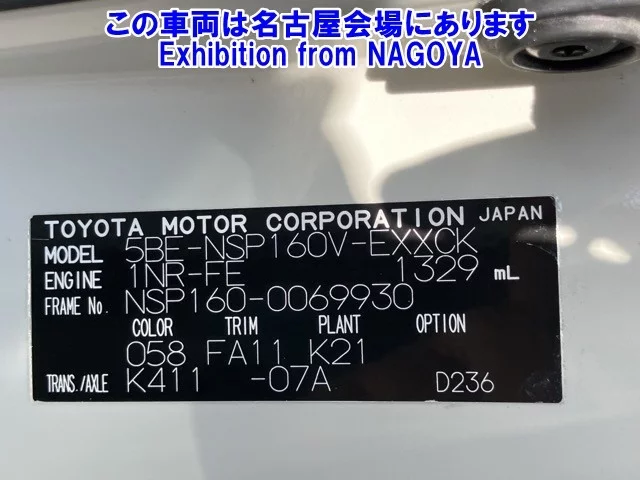 この車両は名古屋会場にあります
Exhibition from NAGOYA
TOYOTA MOTOR CORPORATION JAPAN
MODEL 5BE-NSP160V-EXXCK
ENGINE 1NR-FE 1329 mL
FRAME No. NSP160-0069930
COLOR TRIM PLANT OPTION
058 FA11 K21
TRANS./AXLE K411 -07A D236